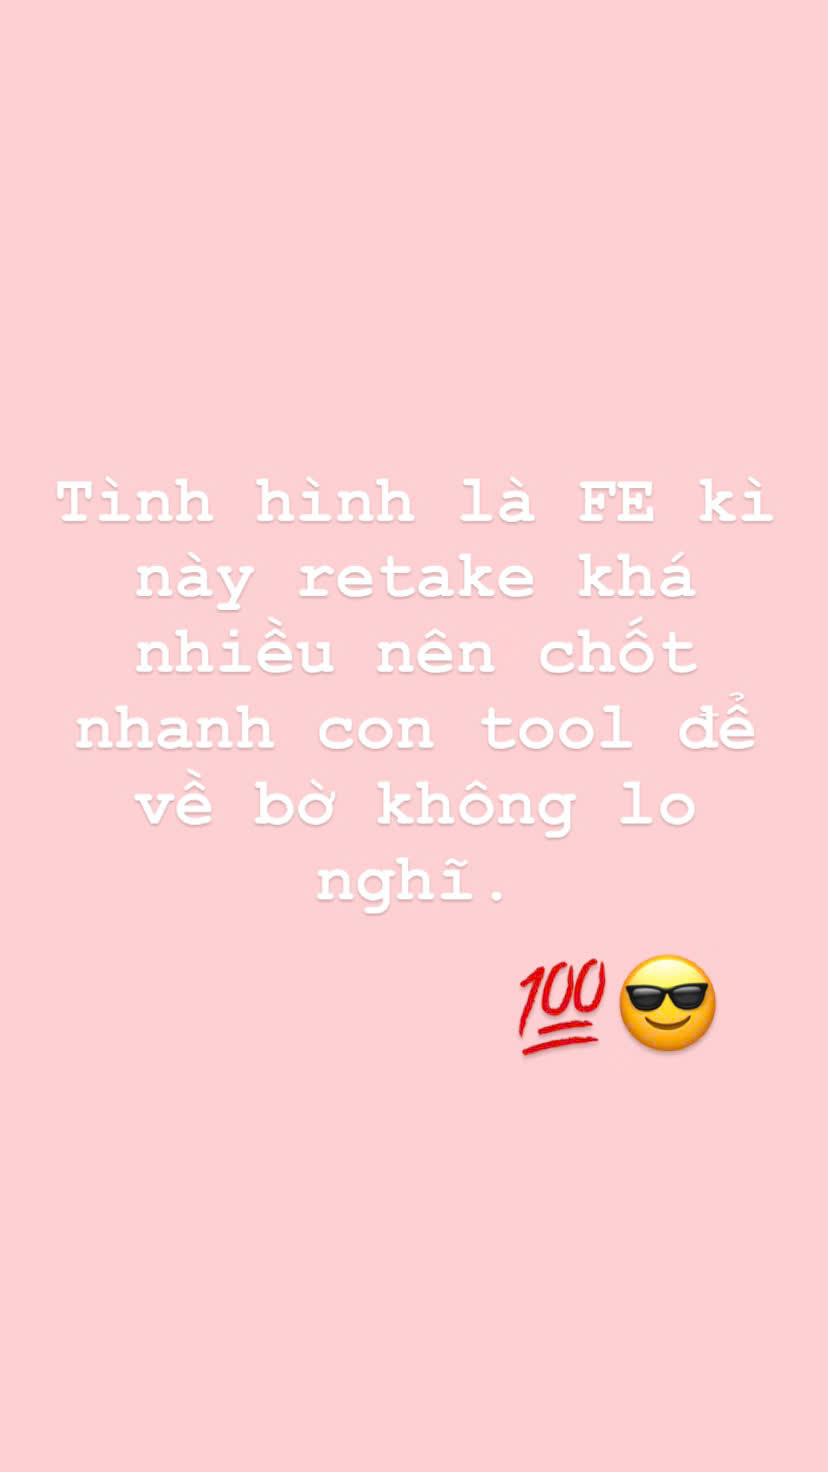 Tình hình là FE kì
này retake khá
nhiều nên chốt
nhanh con tool để
về bờ không lo
nghĩ.
💯😎